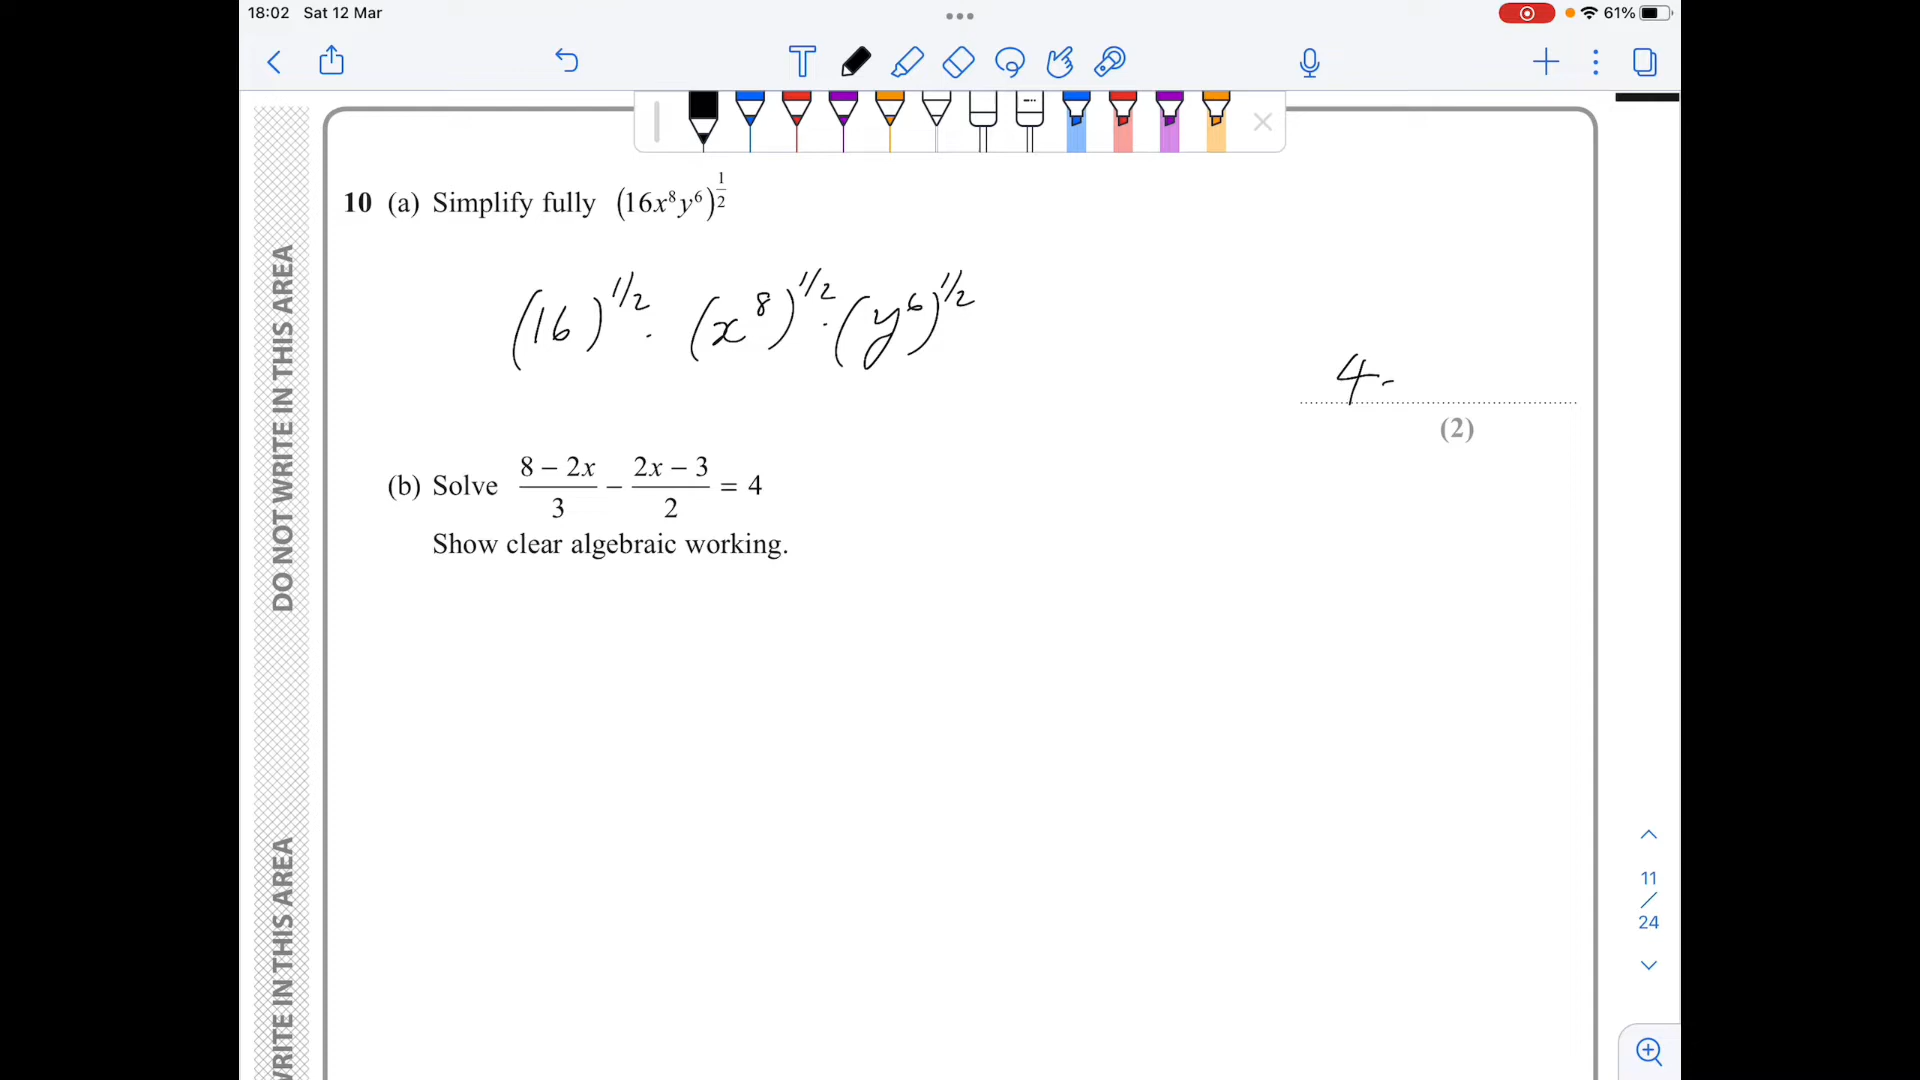 18:02 Sat 12 Mar
61%
T
10 (a) Simplify fully (16x⁸y⁶)^(1/2)
(16)^(1/2) . (x⁸)^(1/2) . (y⁶)^(1/2)
4
(2)
(b) Solve (8 − 2x)/3 − (2x − 3)/2 = 4
Show clear algebraic working.
DO NOT WRITE IN THIS AREA
WRITE IN THIS AREA
11
/
24